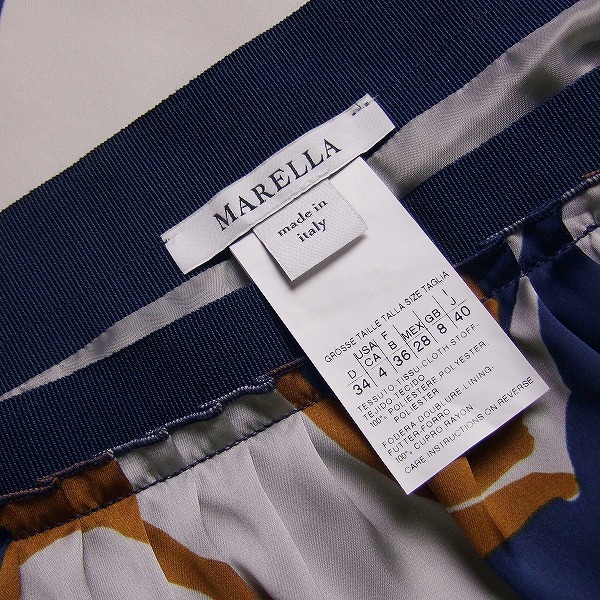 MARELLA
made in
italy
GROSSE TAILLE TALLA SIZE TAGLIA
D USA F MEX GB J
CA B
34 4 36 28 8 40
TESSUTO-TISSU-CLOTH-STOFF-
TEJIDO-TECIDO
100% POLIESTERE POLYESTER
POLIESTER
FODERA DOUBLURE LINING-
FUTTER-FORRO
100% CUPRO RAYON
CARE INSTRUCTIONS ON REVERSE